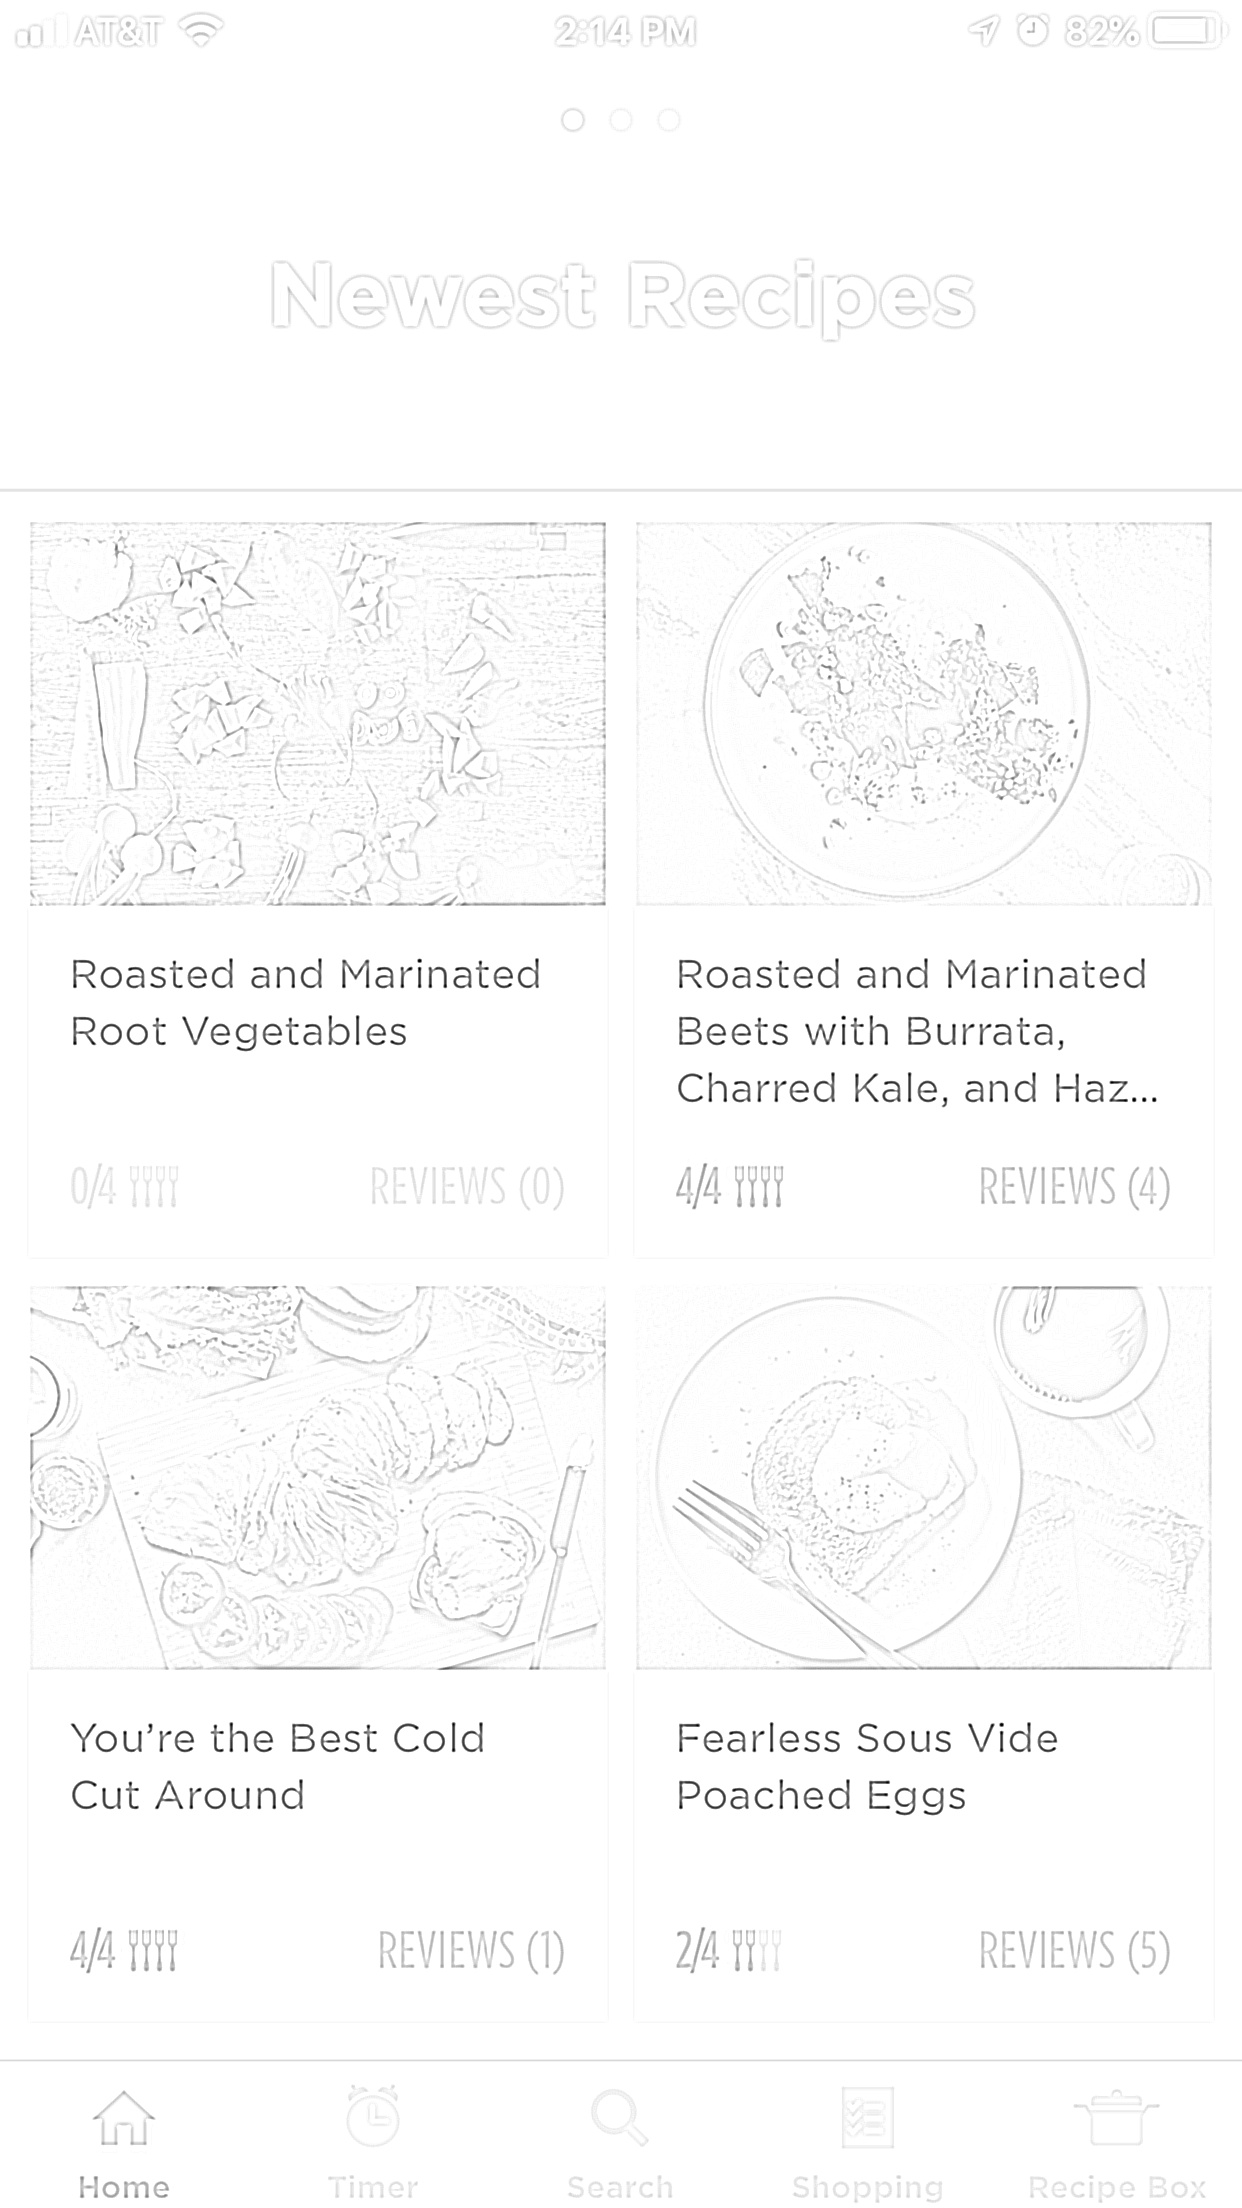 AT&T 2:14 PM 82%
Newest Recipes
Roasted and Marinated
Root Vegetables
0/4 REVIEWS (0)
Roasted and Marinated
Beets with Burrata,
Charred Kale, and Haz...
4/4 REVIEWS (4)
You're the Best Cold
Cut Around
4/4 REVIEWS (1)
Fearless Sous Vide
Poached Eggs
2/4 REVIEWS (5)
Home Timer Search Shopping Recipe Box